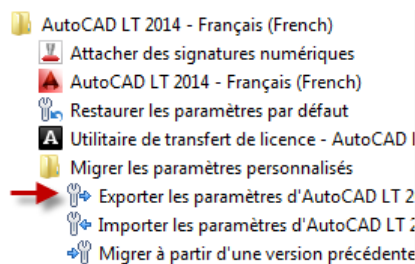 AutoCAD LT 2014 - Français (French)
Attacher des signatures numériques
AutoCAD LT 2014 - Français (French)
Restaurer les paramètres par défaut
Utilitaire de transfert de licence - AutoCAD
Migrer les paramètres personnalisés
Exporter les paramètres d'AutoCAD LT 2
Importer les paramètres d'AutoCAD LT
Migrer à partir d'une version précédente